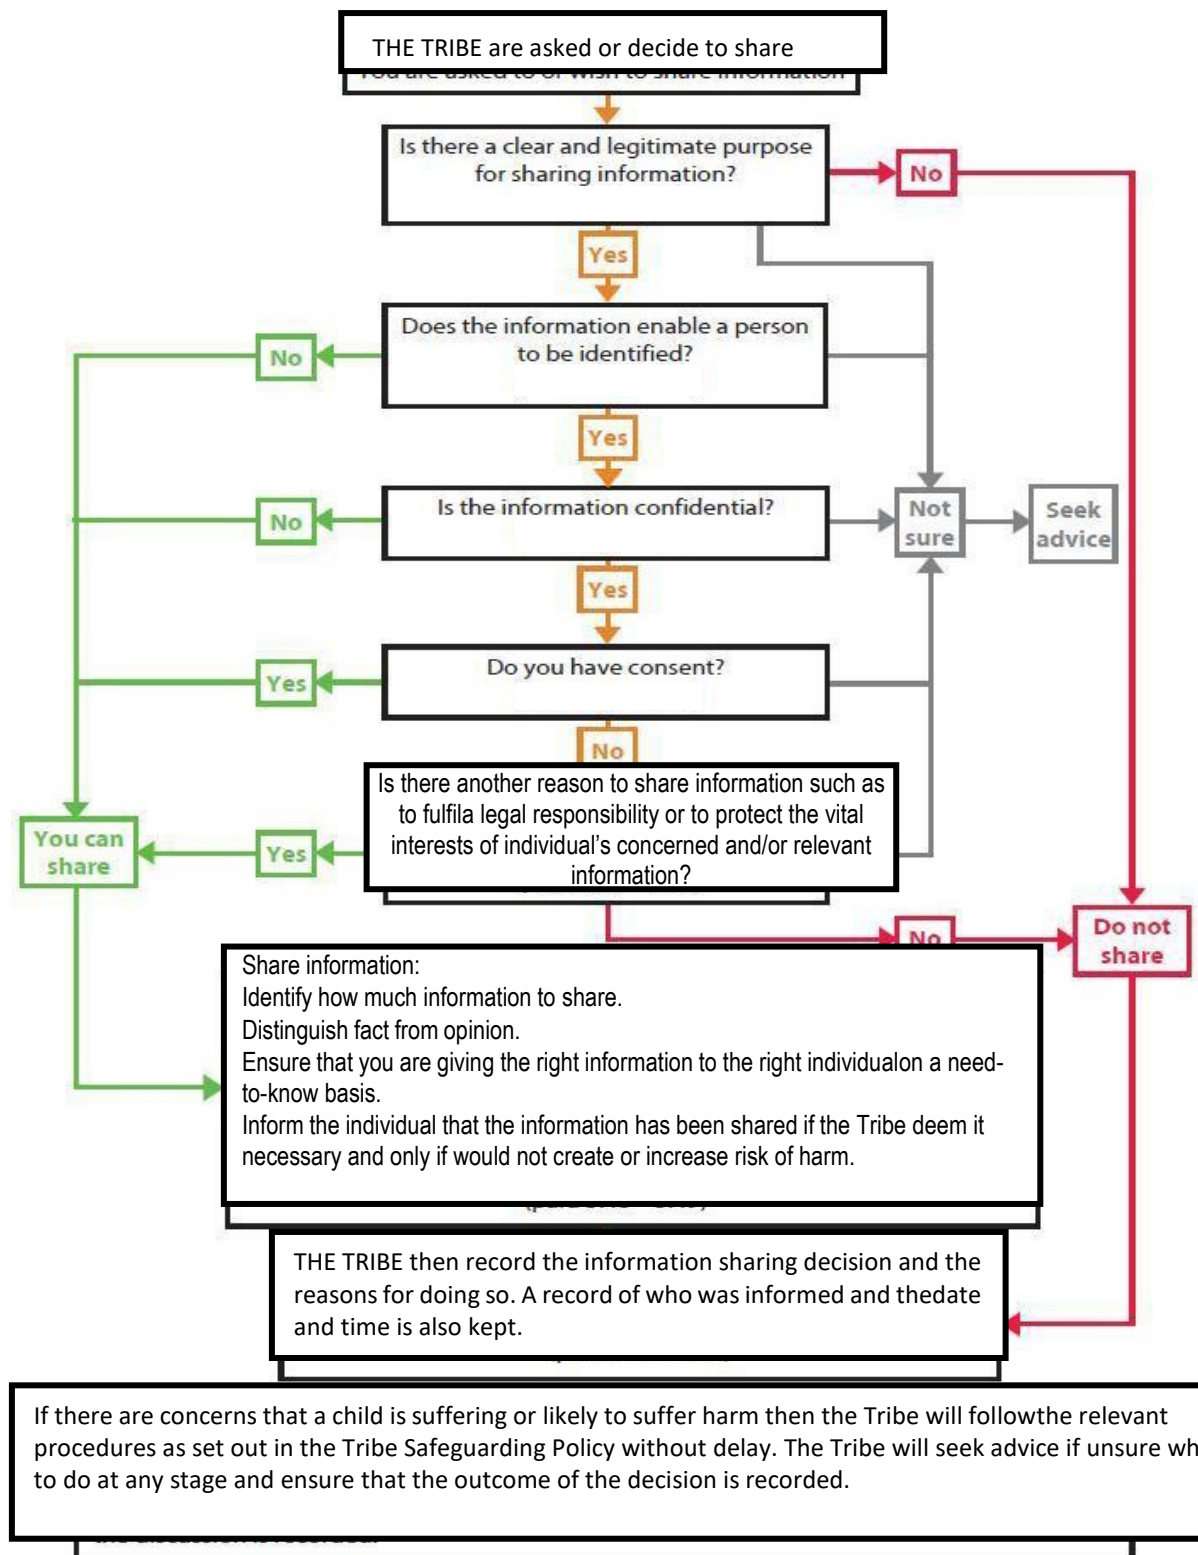 THE TRIBE are asked or decide to share
You are asked to or wish to share information
Is there a clear and legitimate purpose
for sharing information?
No
Yes
Does the information enable a person
to be identified?
No
Yes
Is the information confidential?
No
Not
sure
Seek
advice
Yes
Do you have consent?
Yes
No
Is there another reason to share information such as
to fulfila legal responsibility or to protect the vital
interests of individual's concerned and/or relevant
information?
You can
share
Yes
No
Do not
share
Share information:
Identify how much information to share.
Distinguish fact from opinion.
Ensure that you are giving the right information to the right individualon a need-
to-know basis.
Inform the individual that the information has been shared if the Tribe deem it
necessary and only if would not create or increase risk of harm.
THE TRIBE then record the information sharing decision and the
reasons for doing so. A record of who was informed and thedate
and time is also kept.
If there are concerns that a child is suffering or likely to suffer harm then the Tribe will followthe relevant
procedures as set out in the Tribe Safeguarding Policy without delay. The Tribe will seek advice if unsure wh
to do at any stage and ensure that the outcome of the decision is recorded.